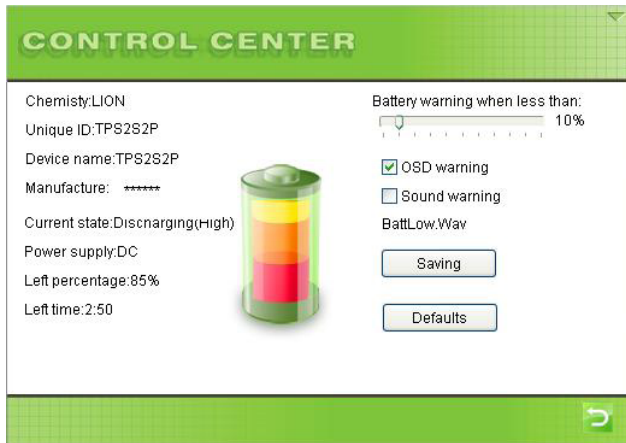 CONTROL CENTER
Chemisty:LION
Unique ID:TPS2S2P
Device name:TPS2S2P
Manufacture: ******
Current state:Discharging(High)
Power supply:DC
Left percentage:85%
Left time:2:50
Battery warning when less than:
10%
OSD warning
Sound warning
BattLow.Wav
Saving
Defaults